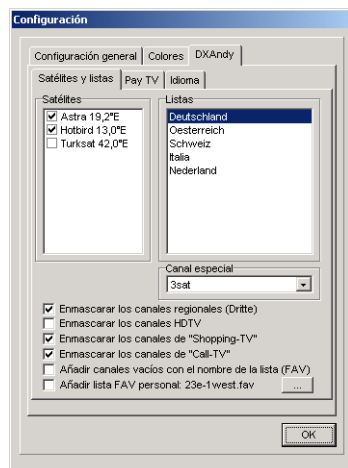 Configuración
Configuración general Colores DXAndy
Satélites y listas Pay TV Idioma
Satélites
Astra 19,2°E
Hotbird 13,0°E
Turksat 42,0°E
Listas
Deutschland
Oesterreich
Schweiz
Italia
Nederland
Canal especial
3sat
Enmascarar los canales regionales (Dritte)
Enmascarar los canales HDTV
Enmascarar los canales de "Shopping-TV"
Enmascarar los canales de "Call-TV"
Añadir canales vacíos con el nombre de la lista (FAV)
Añadir lista FAV personal: 23e-1west.fav ...
OK